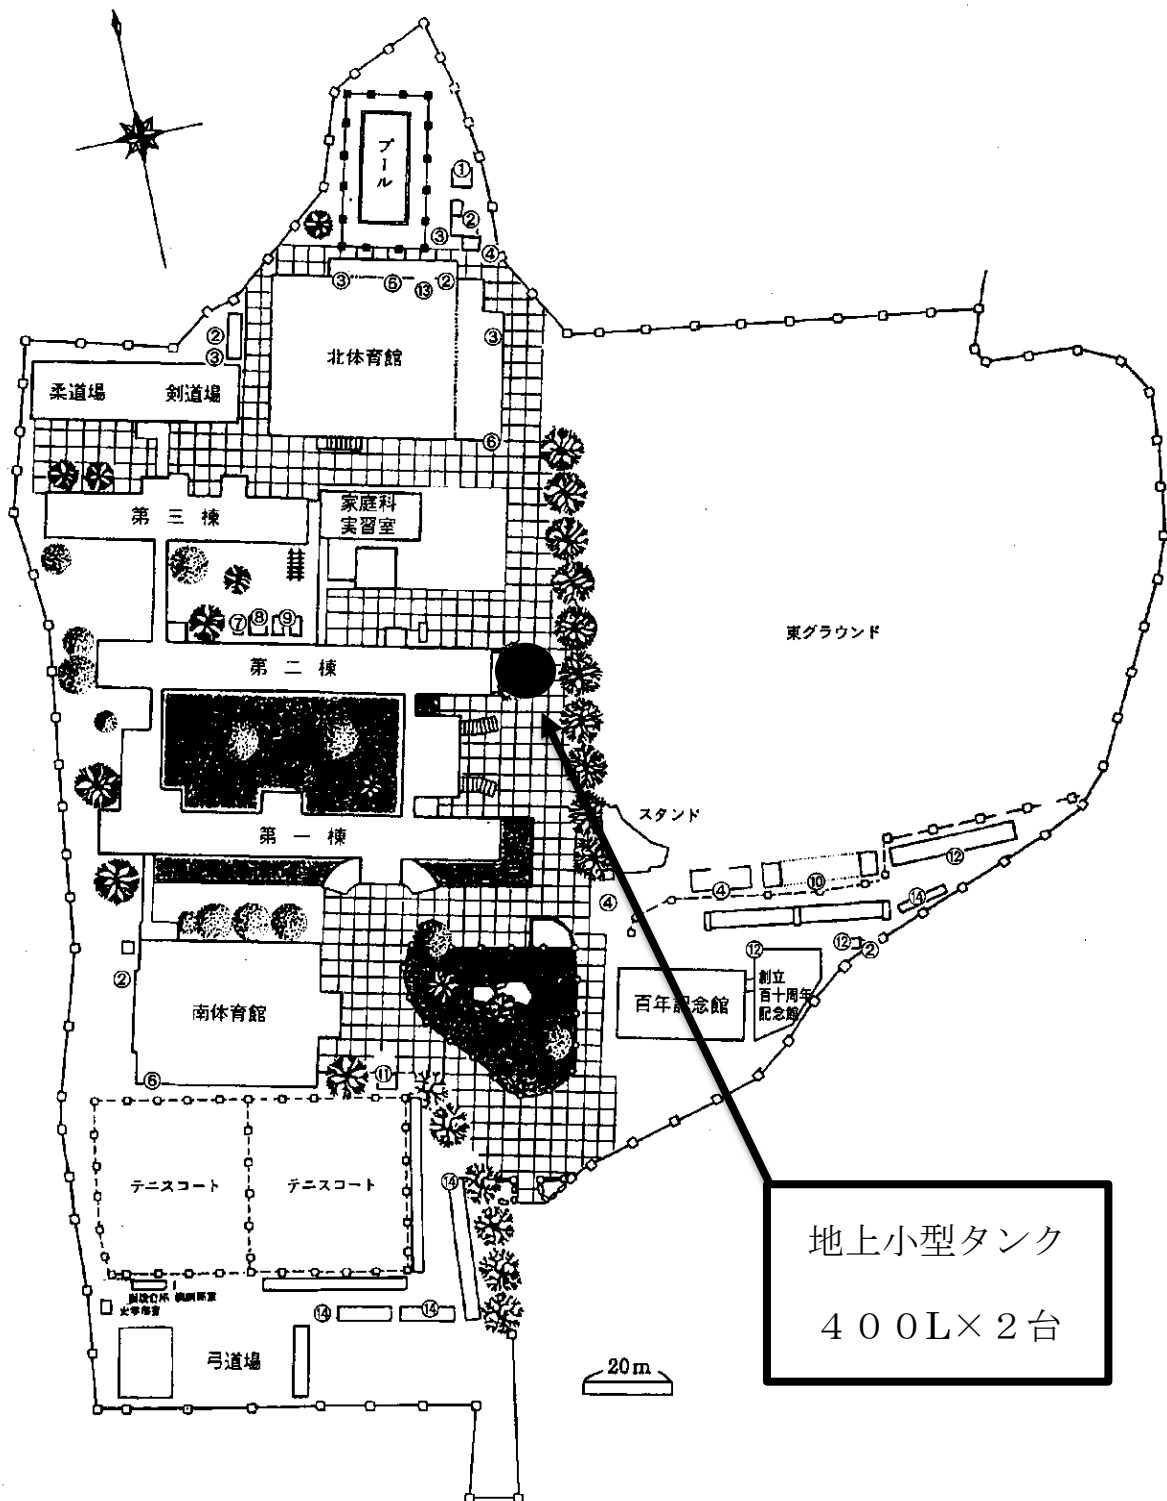 プール
①
②
③
④
③
⑤
⑬
②
③
②
③
北体育館
柔道場
剣道場
⑥
第三棟
家庭科
実習室
⑦
⑧
⑨
東グラウンド
第二棟
スタンド
第一棟
⑫
④
⑩
⑭
④
⑫
②
⑫
創立
百十周年
記念館
百年記念館
②
南体育館
⑥
⑪
テニスコート
テニスコート
⑭
⑭
⑭
弓道場
20m
地上小型タンク
400L×2台